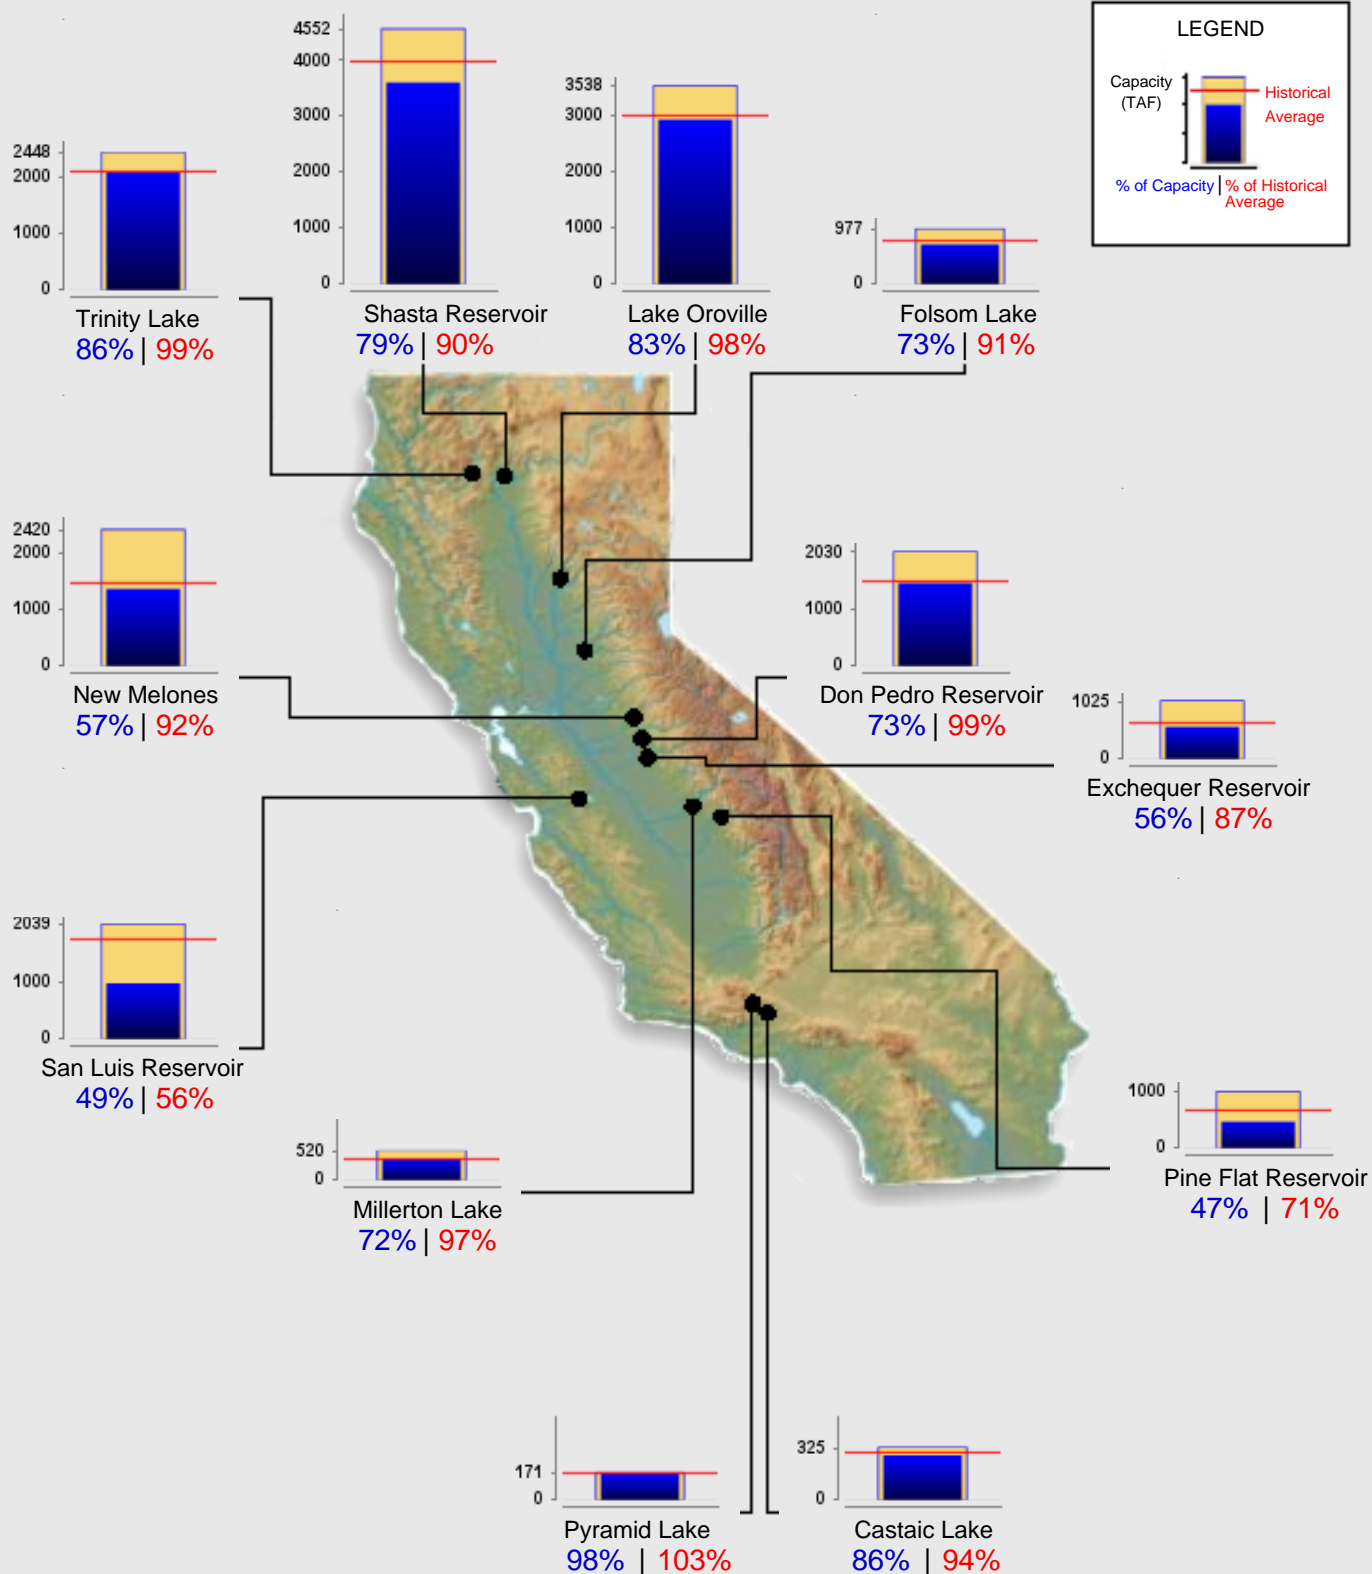 LEGEND
Capacity
(TAF)
Historical
Average
% of Capacity | % of Historical
Average
4552
4000
3000
2000
1000
0
Shasta Reservoir
79% | 90%
3538
3000
2000
1000
0
Lake Oroville
83% | 98%
2448
2000
1000
0
Trinity Lake
86% | 99%
977
0
Folsom Lake
73% | 91%
2420
2000
1000
0
New Melones
57% | 92%
2030
1000
0
Don Pedro Reservoir
73% | 99%
1025
0
Exchequer Reservoir
56% | 87%
2039
1000
0
San Luis Reservoir
49% | 56%
520
0
Millerton Lake
72% | 97%
1000
0
Pine Flat Reservoir
47% | 71%
171
0
Pyramid Lake
98% | 103%
325
0
Castaic Lake
86% | 94%